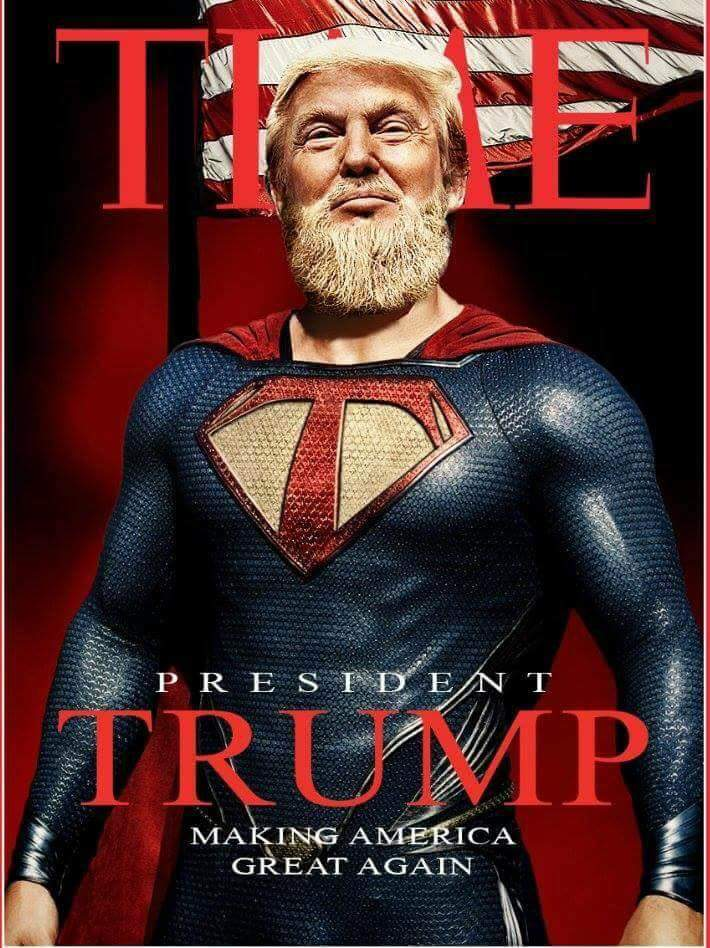 TIME
T
PRESIDENT
TRUMP
MAKING AMERICA
GREAT AGAIN